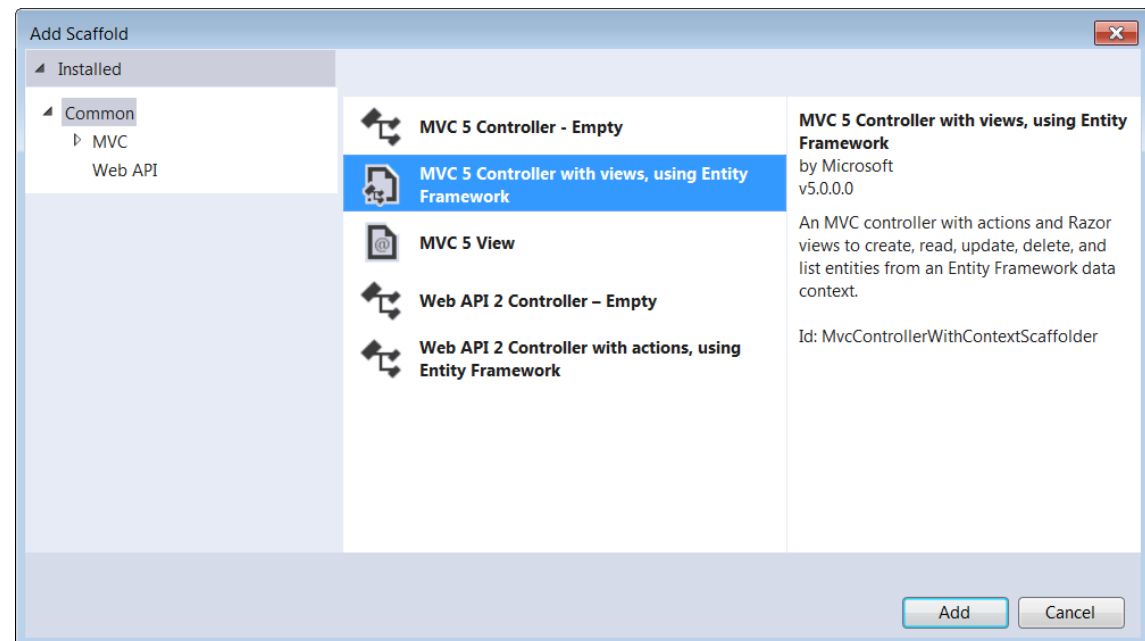 Add Scaffold
Installed
Common
MVC
Web API
MVC 5 Controller - Empty
MVC 5 Controller with views, using Entity
Framework
MVC 5 View
Web API 2 Controller – Empty
Web API 2 Controller with actions, using
Entity Framework
MVC 5 Controller with views, using Entity
Framework
by Microsoft
v5.0.0.0
An MVC controller with actions and Razor
views to create, read, update, delete, and
list entities from an Entity Framework data
context.
Id: MvcControllerWithContextScaffolder
Add
Cancel